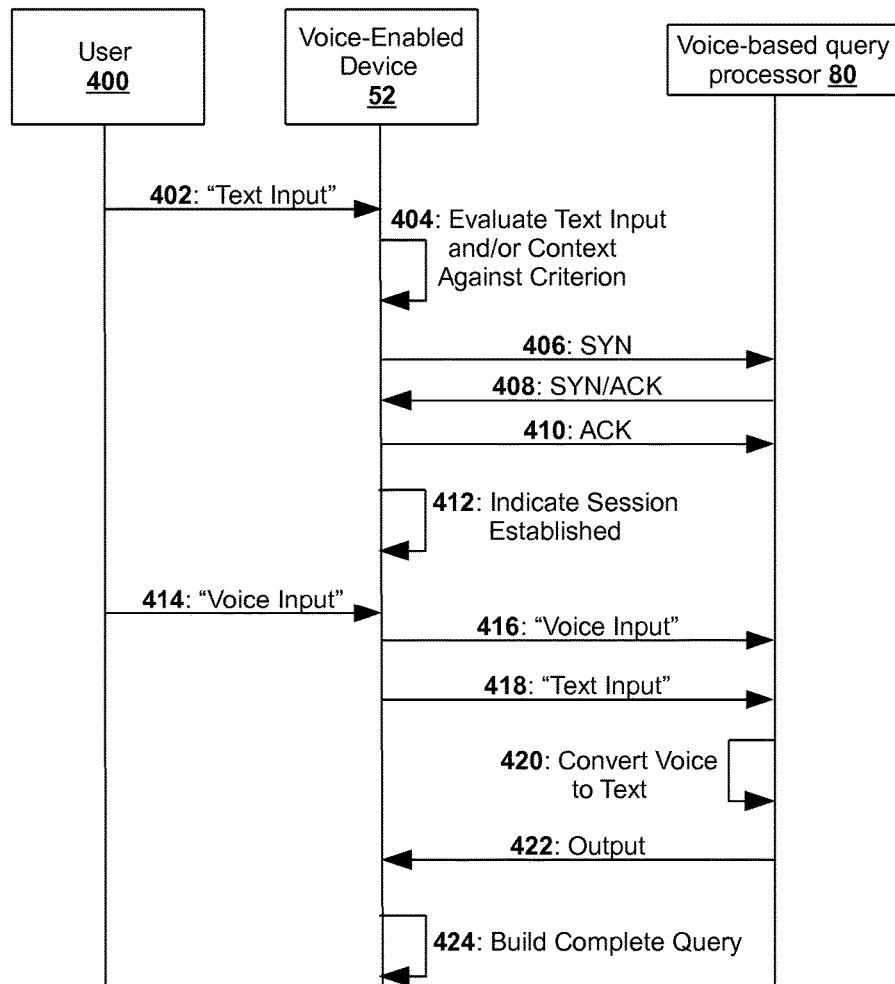 User
400
Voice-Enabled
Device
52
Voice-based query
processor 80
402: “Text Input”
404: Evaluate Text Input
and/or Context
Against Criterion
406: SYN
408: SYN/ACK
410: ACK
412: Indicate Session
Established
414: “Voice Input”
416: “Voice Input”
418: “Text Input”
420: Convert Voice
to Text
422: Output
424: Build Complete Query